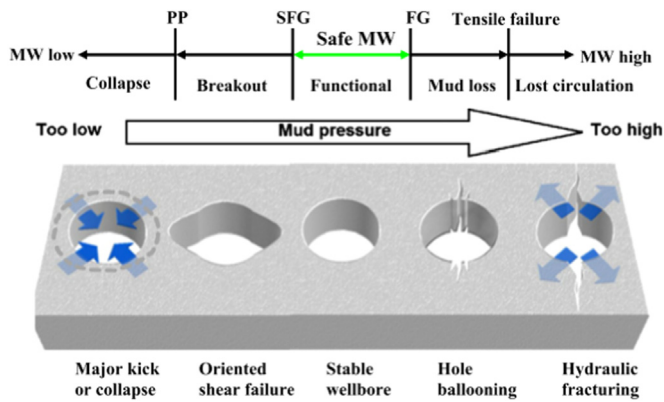 PP SFG FG Tensile failure
Safe MW
MW low MW high
Collapse Breakout Functional Mud loss Lost circulation
Too low Mud pressure Too high
Major kick or collapse
Oriented shear failure
Stable wellbore
Hole ballooning
Hydraulic fracturing